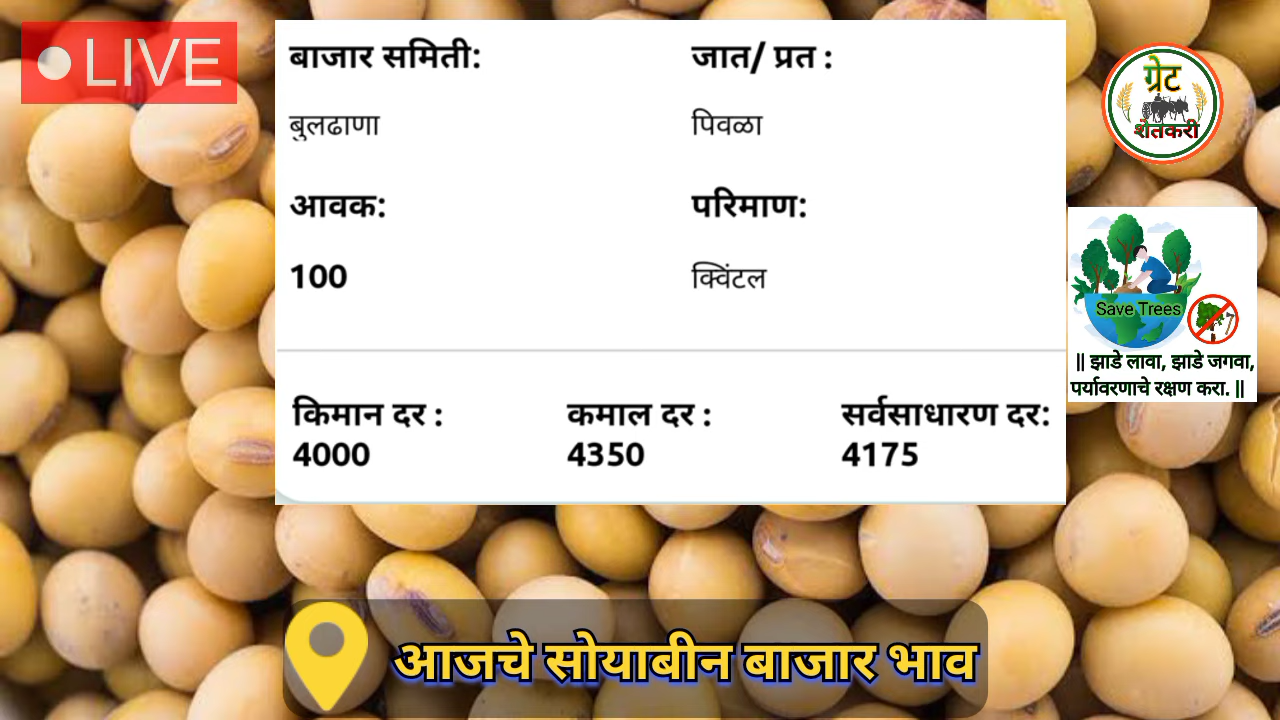 LIVE
बाजार समिती:
जात/ प्रत :
बुलढाणा
पिवळा
आवक:
परिमाण:
100
क्विंटल
किमान दर :
कमाल दर :
सर्वसाधारण दर:
4000
4350
4175
ग्रेट
शेतकरी
Save Trees
|| झाडे लावा, झाडे जगवा,
पर्यावरणाचे रक्षण करा. ||
आजचे सोयाबीन बाजार भाव